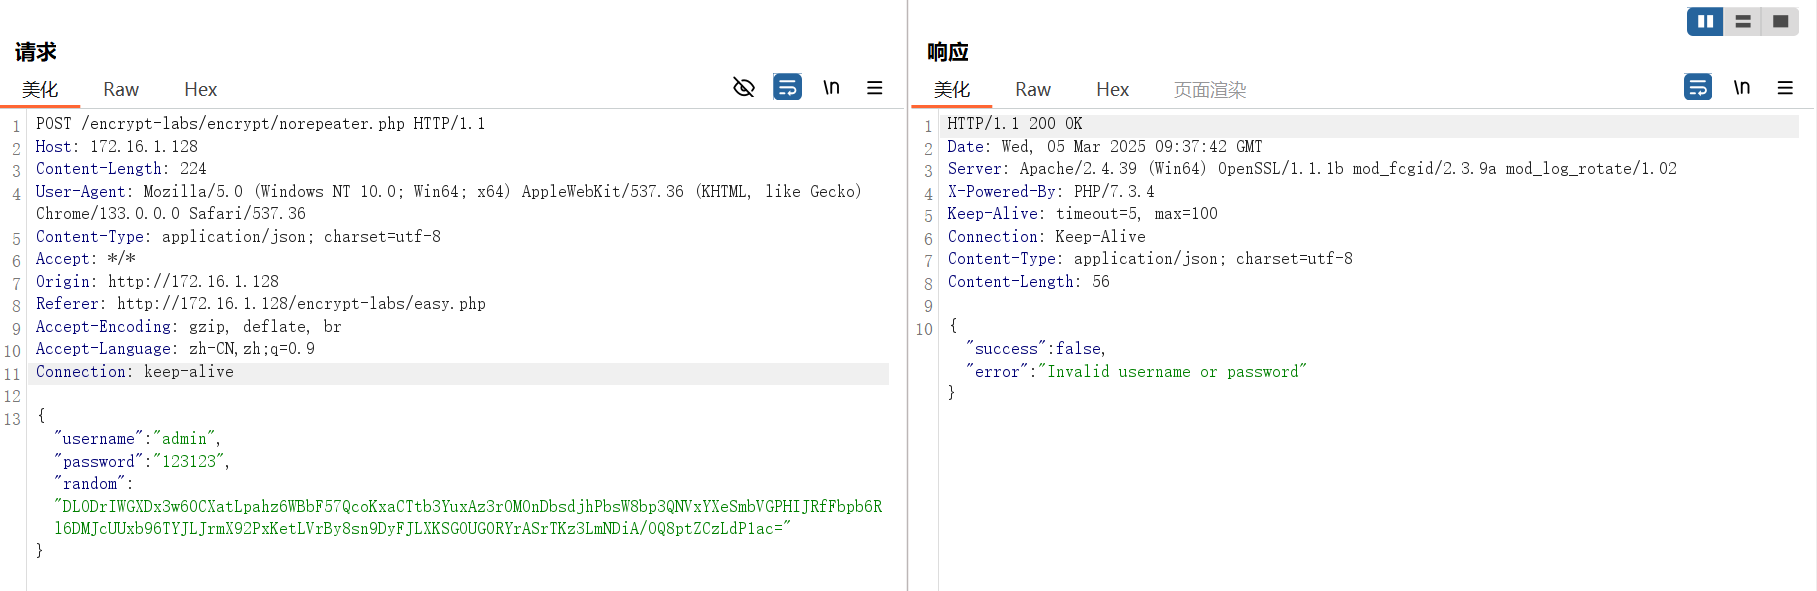 请求
美化 Raw Hex \n
1 POST /encrypt-labs/encrypt/norepeater.php HTTP/1.1
2 Host: 172.16.1.128
3 Content-Length: 224
4 User-Agent: Mozilla/5.0 (Windows NT 10.0; Win64; x64) AppleWebKit/537.36 (KHTML, like Gecko)
Chrome/133.0.0.0 Safari/537.36
5 Content-Type: application/json; charset=utf-8
6 Accept: */*
7 Origin: http://172.16.1.128
8 Referer: http://172.16.1.128/encrypt-labs/easy.php
9 Accept-Encoding: gzip, deflate, br
10 Accept-Language: zh-CN,zh;q=0.9
11 Connection: keep-alive
12
13 {
"username":"admin",
"password":"123123",
"random":
"DLODrIWGXDx3w6OCXatLpahz6WBbF57QcoKxaCTtb3YuxAz3rOMOnDbsdjhPbsW8bp3QNVxYXeSmbVGPHIJRfFbpb6R
l6DMJcUUxb96TYJLJrmX92PxKetLVrBy8sn9DyFJLXKSG0UGORYrASrTKz3LmNDiA/0Q8ptZCzLdP1ac="
}
响应
美化 Raw Hex 页面渲染 \n
1 HTTP/1.1 200 OK
2 Date: Wed, 05 Mar 2025 09:37:42 GMT
3 Server: Apache/2.4.39 (Win64) OpenSSL/1.1.1b mod_fcgid/2.3.9a mod_log_rotate/1.02
4 X-Powered-By: PHP/7.3.4
5 Keep-Alive: timeout=5, max=100
6 Connection: Keep-Alive
7 Content-Type: application/json; charset=utf-8
8 Content-Length: 56
9
10 {
"success":false,
"error":"Invalid username or password"
}